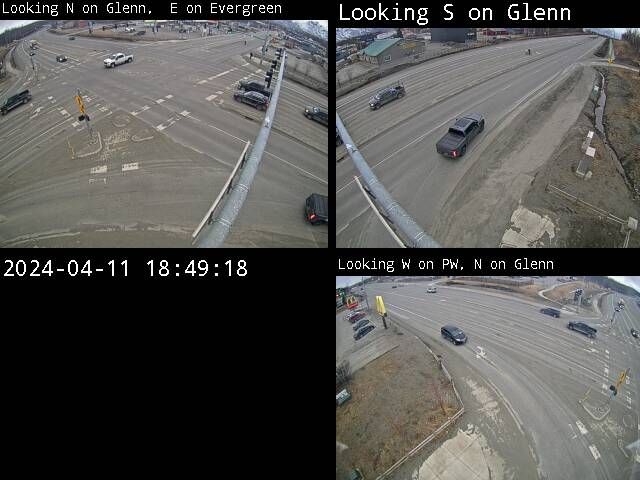 Looking N on Glenn, E on Evergreen
Looking S on Glenn
2024-04-11 18:49:18
Looking W on PW, N on Glenn